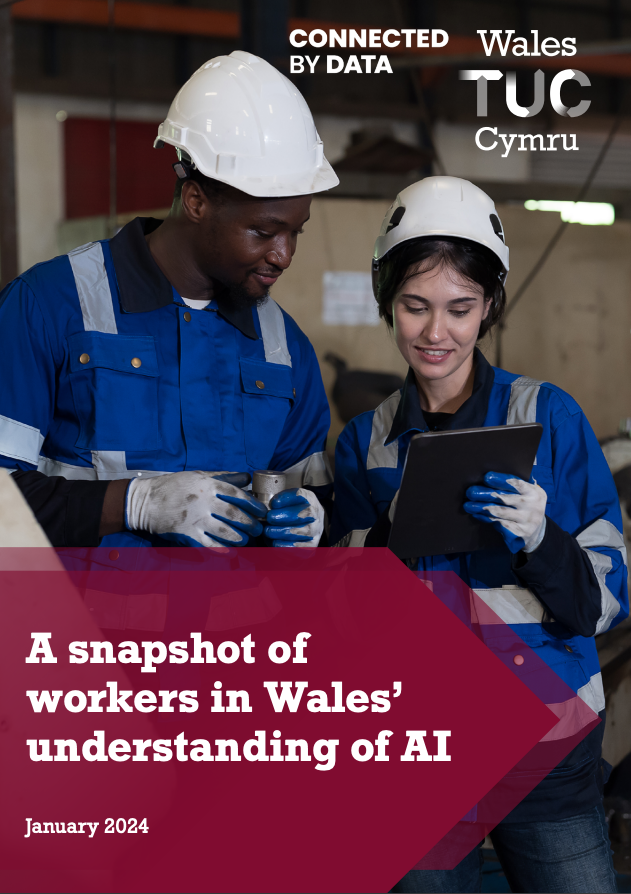 CONNECTED
BY DATA
Wales
TUC
Cymru
A snapshot of
workers in Wales’
understanding of AI
January 2024